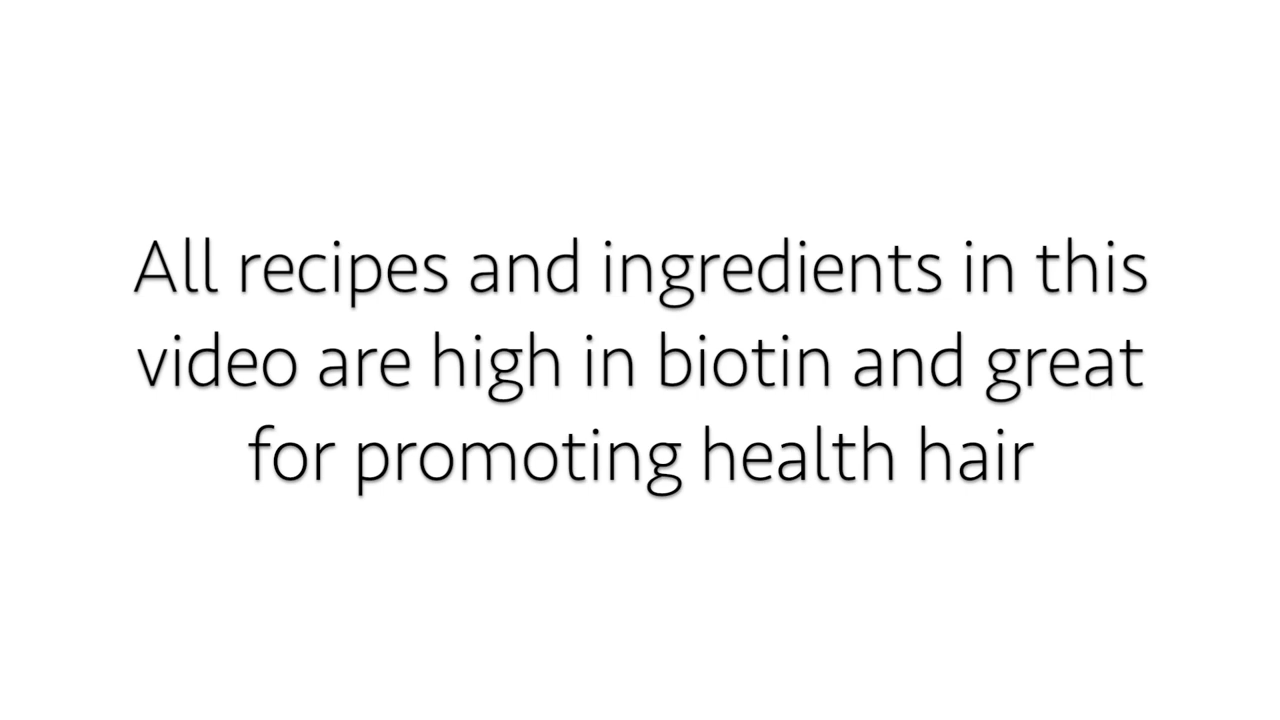 All recipes and ingredients in this
video are high in biotin and great
for promoting health hair